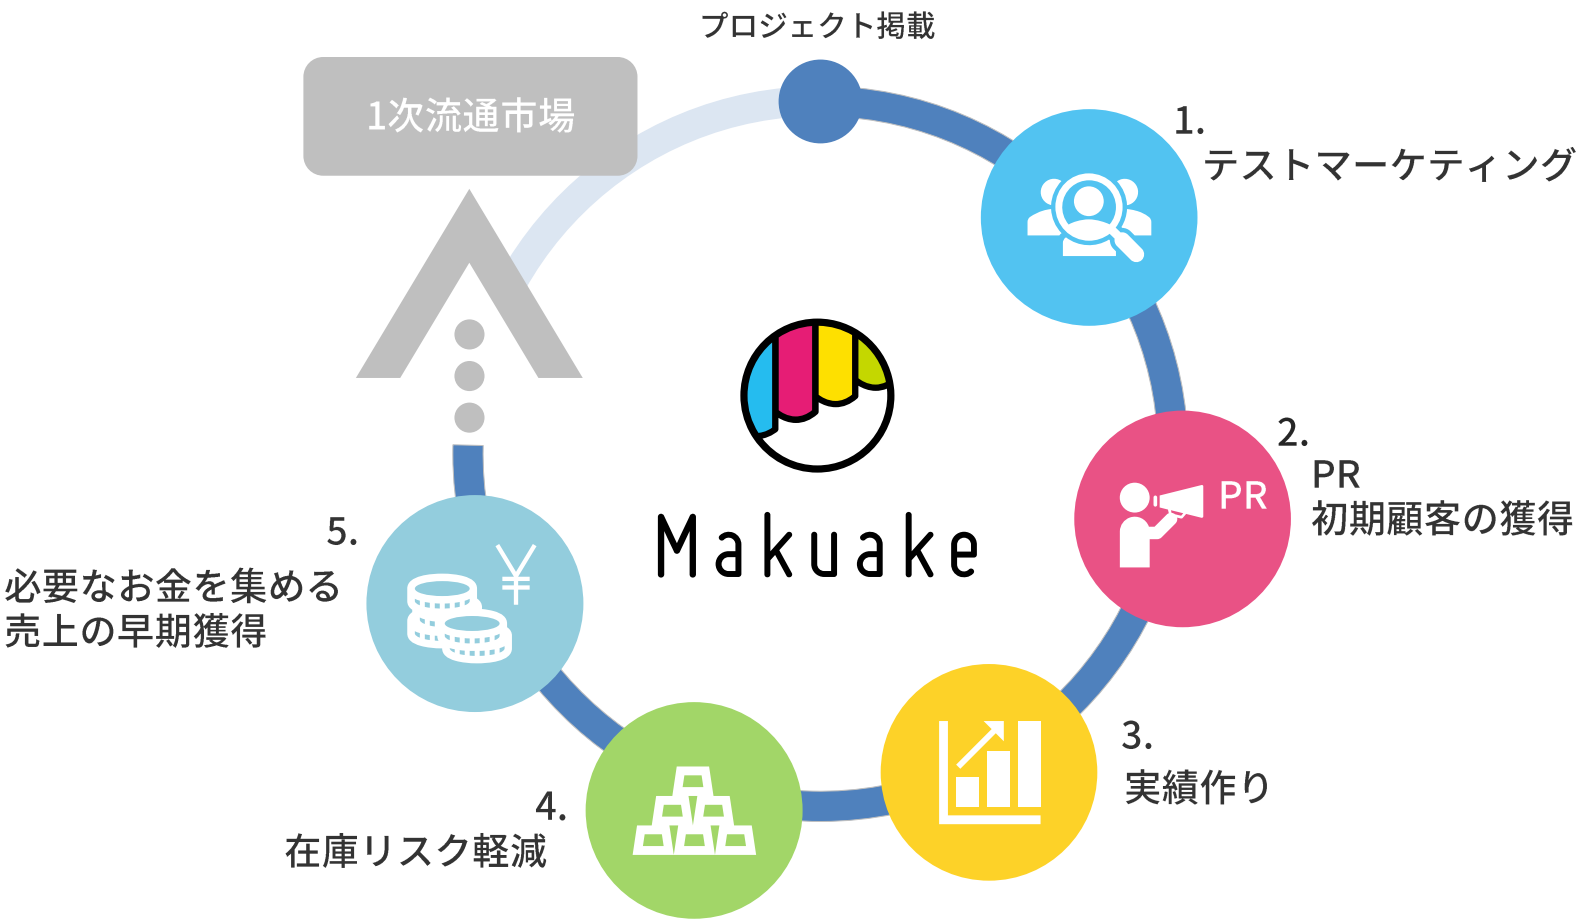 プロジェクト掲載
1次流通市場
1.
テストマーケティング
2.
PR
初期顧客の獲得
PR
3.
実績作り
4.
在庫リスク軽減
5.
必要なお金を集める
売上の早期獲得
¥
Makuake